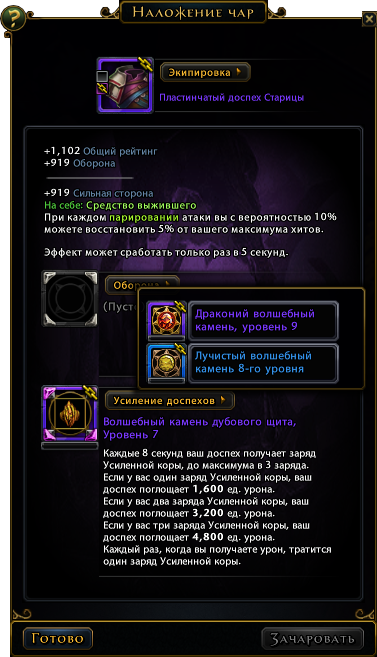 ?
Наложение чар
Экипировка
Пластинчатый доспех Старицы
+1,102 Общий рейтинг
+919 Оборона
+919 Сильная сторона
На себе: Средство выжившего
При каждом парировании атаки вы с вероятностью 10%
можете восстановить 5% от вашего максимума хитов.
Эффект может сработать только раз в 5 секунд.
Оборона
(Пуст
Драконий волшебный
камень, уровень 9
Лучистый волшебный
камень 8-го уровня
Усиление доспехов
Волшебный камень дубового щита,
Уровень 7
Каждые 8 секунд ваш доспех получает заряд
Усиленной коры, до максимума в 3 заряда.
Если у вас один заряд Усиленной коры, ваш
доспех поглощает 1,600 ед. урона.
Если у вас два заряда Усиленной коры, ваш
доспех поглощает 3,200 ед. урона.
Если у вас три заряда Усиленной коры, ваш
доспех поглощает 4,800 ед. урона.
Каждый раз, когда вы получаете урон, тратится
один заряд Усиленной коры.
Готово
Зачаровать